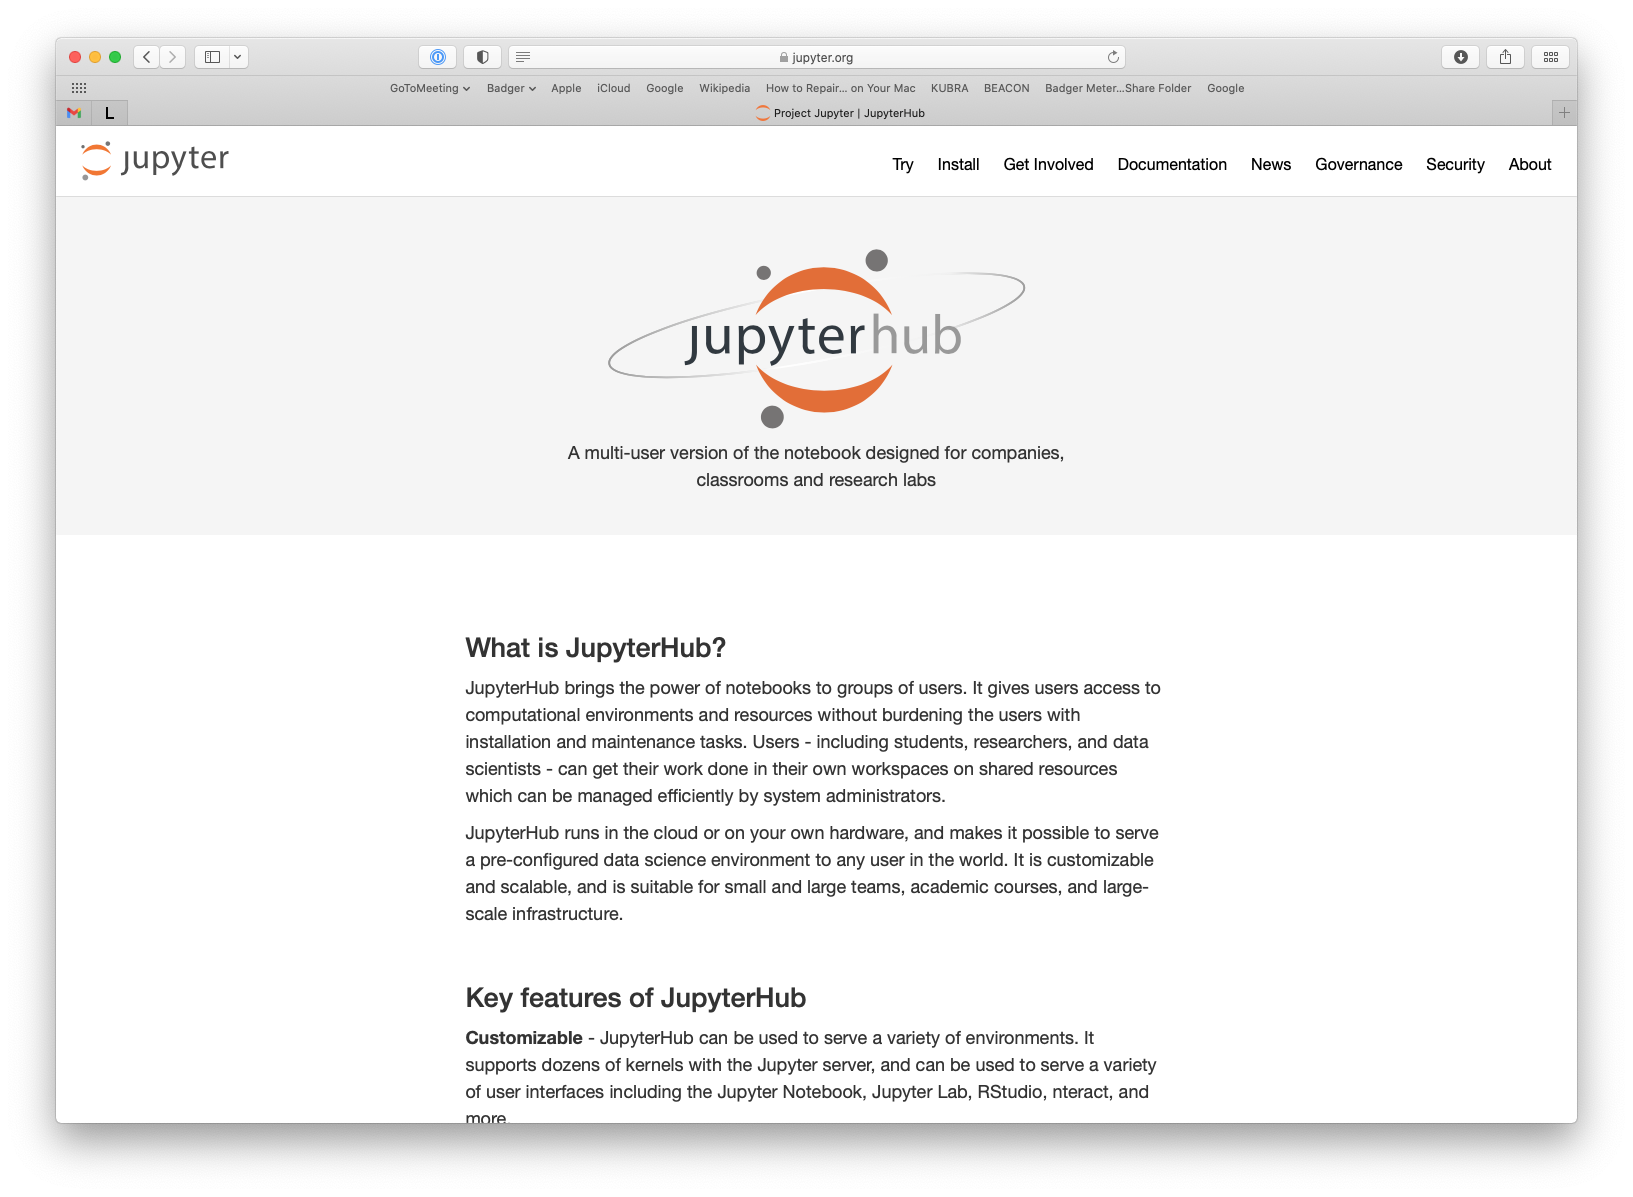 jupyter.org
GoToMeeting Badger Apple iCloud Google Wikipedia How to Repair... on Your Mac KUBRA BEACON Badger Meter...Share Folder Google
L Project Jupyter | JupyterHub
jupyter Try Install Get Involved Documentation News Governance Security About
jupyterhub
A multi-user version of the notebook designed for companies,
classrooms and research labs
What is JupyterHub?
JupyterHub brings the power of notebooks to groups of users. It gives users access to
computational environments and resources without burdening the users with
installation and maintenance tasks. Users - including students, researchers, and data
scientists - can get their work done in their own workspaces on shared resources
which can be managed efficiently by system administrators.
JupyterHub runs in the cloud or on your own hardware, and makes it possible to serve
a pre-configured data science environment to any user in the world. It is customizable
and scalable, and is suitable for small and large teams, academic courses, and large-
scale infrastructure.
Key features of JupyterHub
Customizable - JupyterHub can be used to serve a variety of environments. It
supports dozens of kernels with the Jupyter server, and can be used to serve a variety
of user interfaces including the Jupyter Notebook, Jupyter Lab, RStudio, nteract, and
more.